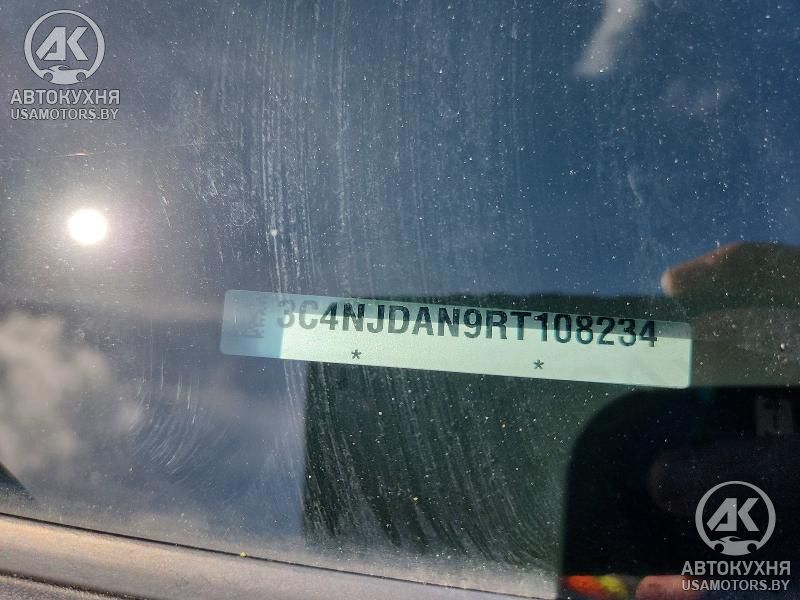 AK
АВТОКУХНЯ
USAMOTORS.BY
3C4NJDAN9RT108234
* *
AK
АВТОКУХНЯ
USAMOTORS.BY